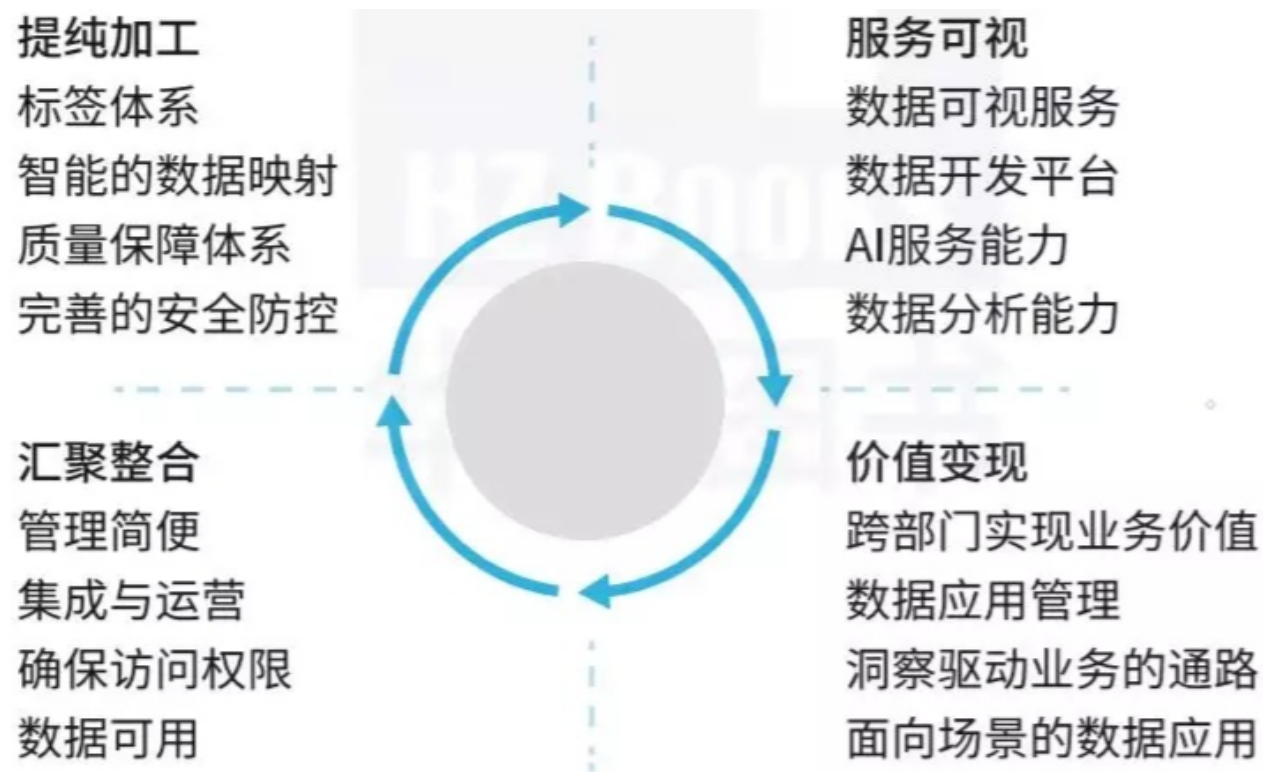 提纯加工
标签体系
智能的数据映射
质量保障体系
完善的安全防控
服务可视
数据可视服务
数据开发平台
AI服务能力
数据分析能力
汇聚整合
管理简便
集成与运营
确保访问权限
数据可用
价值变现
跨部门实现业务价值
数据应用管理
洞察驱动业务的通路
面向场景的数据应用
HZ Book